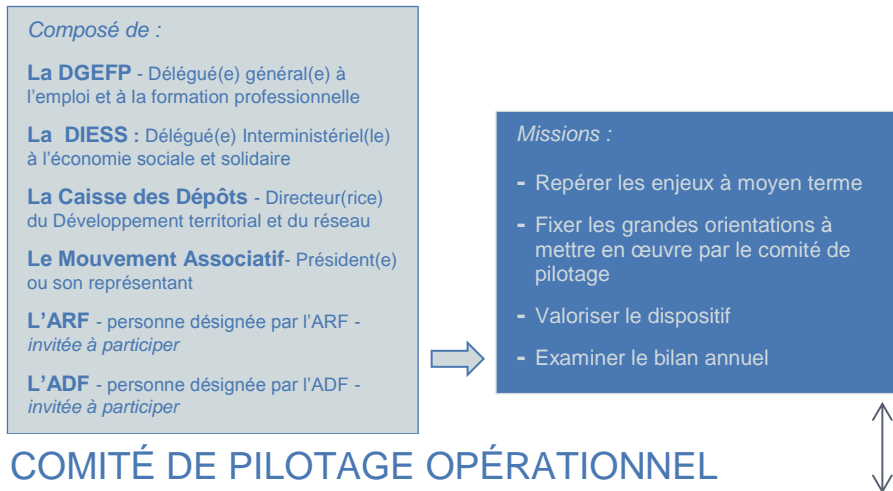 Composé de :
La DGEFP - Délégué(e) général(e) à
l'emploi et à la formation professionnelle
La DIESS : Délégué(e) Interministériel(le)
à l'économie sociale et solidaire
La Caisse des Dépôts - Directeur(rice)
du Développement territorial et du réseau
Le Mouvement Associatif- Président(e)
ou son représentant
L'ARF - personne désignée par l'ARF -
invitée à participer
L'ADF - personne désignée par l'ADF -
invitée à participer
Missions :
- Repérer les enjeux à moyen terme
- Fixer les grandes orientations à
mettre en œuvre par le comité de
pilotage
- Valoriser le dispositif
- Examiner le bilan annuel
COMITÉ DE PILOTAGE OPÉRATIONNEL